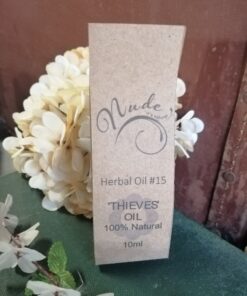 Nude
Herbal Oil #15
'THIEVES'
OIL
100% Natural
10ml